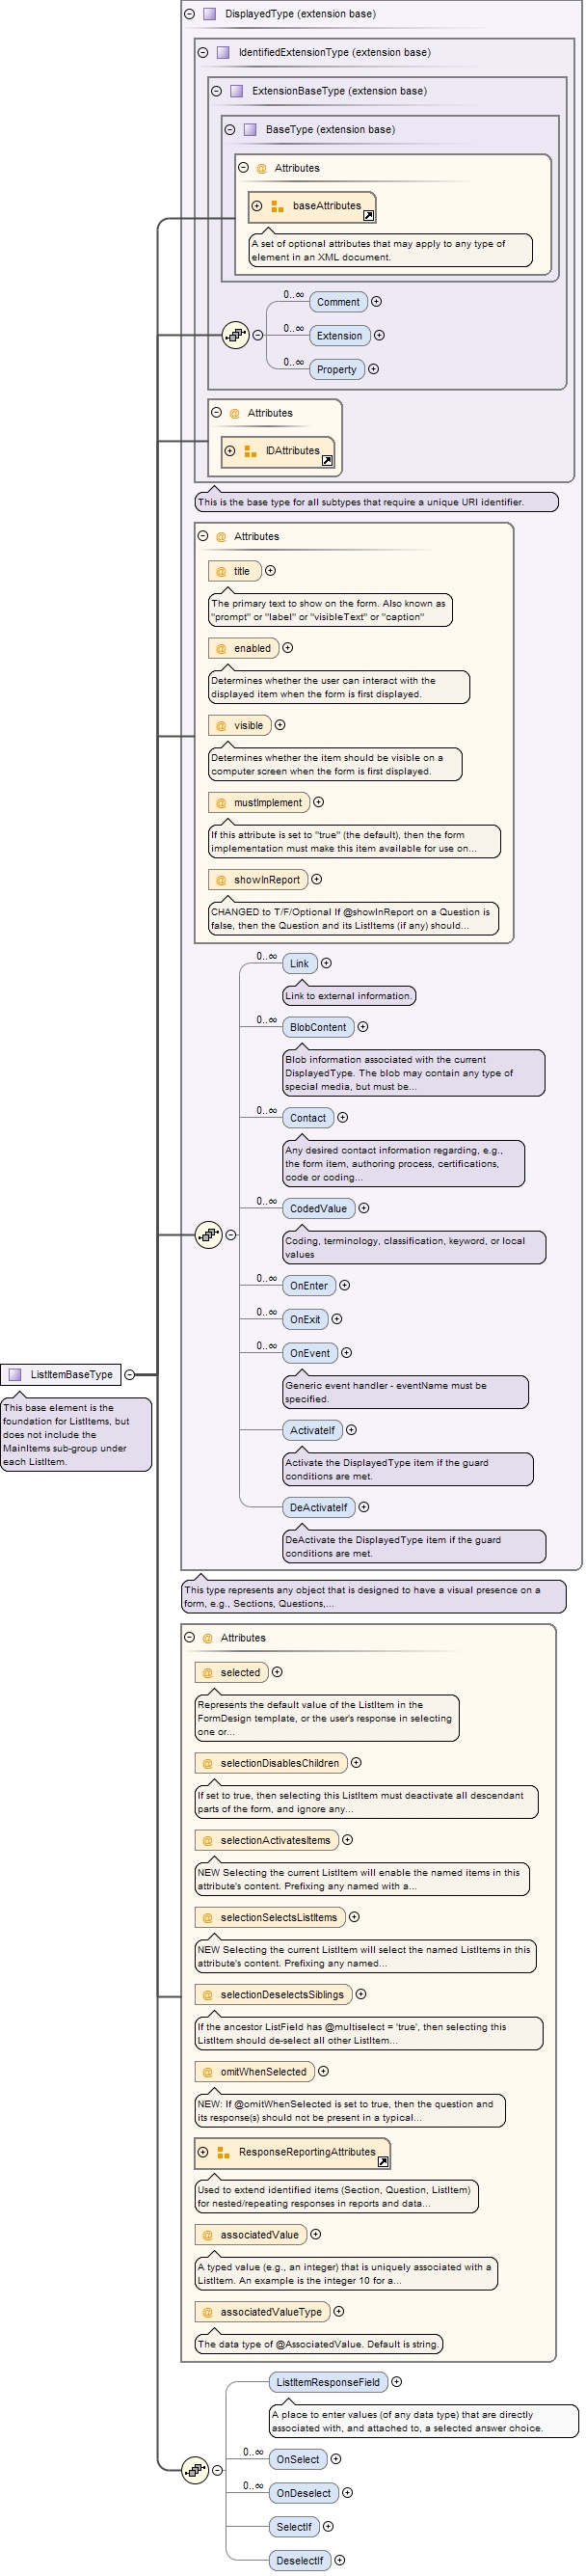 DisplayedType (extension base)
IdentifiedExtensionType (extension base)
ExtensionBaseType (extension base)
BaseType (extension base)
@ Attributes
baseAttributes
A set of optional attributes that may apply to any type of
element in an XML document.
0..∞
Comment
0..∞
Extension
0..∞
Property
@ Attributes
IDAttributes
This is the base type for all subtypes that require a unique URI identifier.
@ Attributes
@ title
The primary text to show on the form. Also known as
"prompt" or "label" or "visibleText" or "caption"
@ enabled
Determines whether the user can interact with the
displayed item when the form is first displayed.
@ visible
Determines whether the item should be visible on a
computer screen when the form is first displayed.
@ mustImplement
If this attribute is set to "true" (the default), then the form
implementation must make this item available for use on...
@ showInReport
CHANGED to T/F/Optional If @showInReport on a Question is
false, then the Question and its ListItems (if any) should...
0..∞
Link
Link to external information.
0..∞
BlobContent
Blob information associated with the current
DisplayedType. The blob may contain any type of
special media, but must be...
0..∞
Contact
Any desired contact information regarding, e.g.,
the form item, authoring process, certifications,
code or coding...
0..∞
CodedValue
Coding, terminology, classification, keyword, or local
values
0..∞
OnEnter
0..∞
OnExit
0..∞
OnEvent
Generic event handler - eventName must be
specified.
ListItemBaseType
This base element is the
foundation for ListItems, but
does not include the
MainItems sub-group under
each ListItem.
ActivateIf
Activate the DisplayedType item if the guard
conditions are met.
DeActivateIf
DeActivate the DisplayedType item if the guard
conditions are met.
This type represents any object that is designed to have a visual presence on a
form, e.g., Sections, Questions,...
@ Attributes
@ selected
Represents the default value of the ListItem in the
FormDesign template, or the user's response in selecting
one or...
@ selectionDisablesChildren
If set to true, then selecting this ListItem must deactivate all descendant
parts of the form, and ignore any...
@ selectionActivatesItems
NEW Selecting the current ListItem will enable the named items in this
attribute's content. Prefixing any named with a...
@ selectionSelectsListItems
NEW Selecting the current ListItem will select the named ListItems in this
attribute's content. Prefixing any named...
@ selectionDeselectsSiblings
If the ancestor ListField has @multiselect = 'true', then selecting this
ListItem should de-select all other ListItem...
@ omitWhenSelected
NEW: If @omitWhenSelected is set to true, then the question and
its response(s) should not be present in a typical...
ResponseReportingAttributes
Used to extend identified items (Section, Question, ListItem)
for nested/repeating responses in reports and data...
@ associatedValue
A typed value (e.g., an integer) that is uniquely associated with a
ListItem. An example is the integer 10 for a...
@ associatedValueType
The data type of @AssociatedValue. Default is string.
ListItemResponseField
A place to enter values (of any data type) that are directly
associated with, and attached to, a selected answer choice.
0..∞
OnSelect
0..∞
OnDeselect
SelectIf
DeselectIf